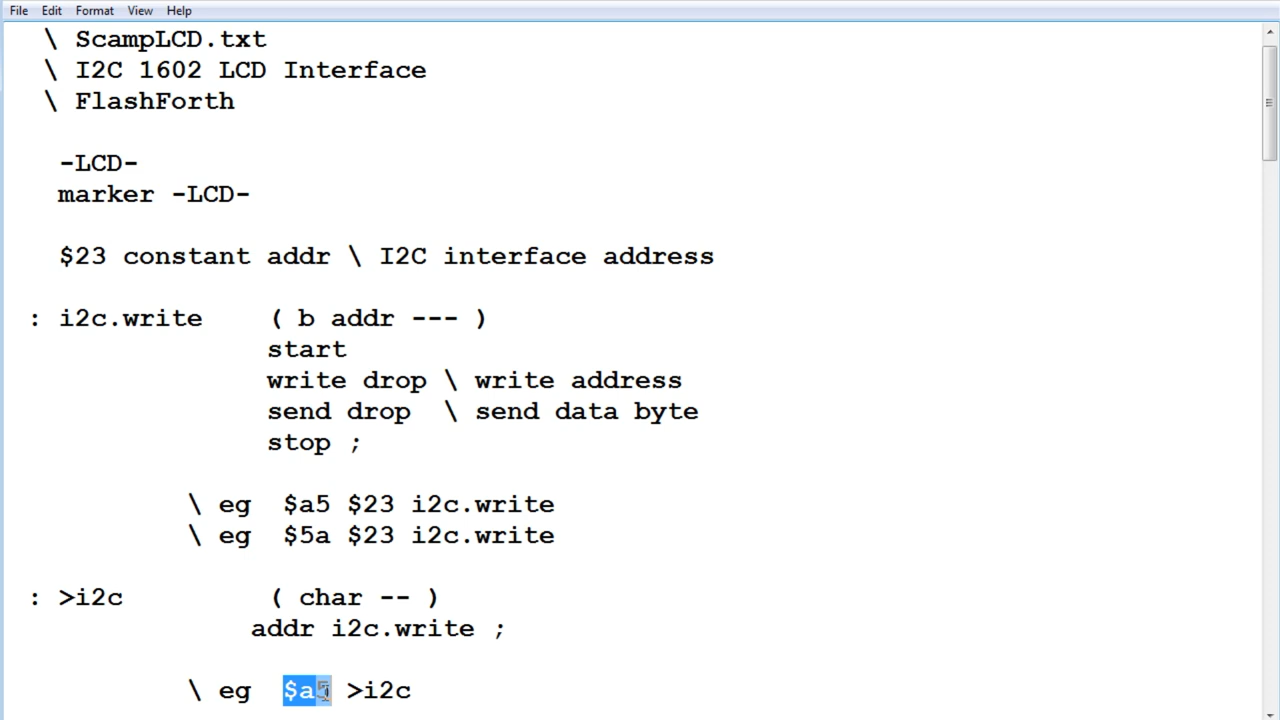 File Edit Format View Help
\ ScampLCD.txt
\ I2C 1602 LCD Interface
\ FlashForth
-LCD-
marker -LCD-
$23 constant addr \ I2C interface address
: i2c.write ( b addr --- )
start
write drop \ write address
send drop \ send data byte
stop ;
\ eg $a5 $23 i2c.write
\ eg $5a $23 i2c.write
: >i2c ( char -- )
addr i2c.write ;
\ eg $a5 >i2c